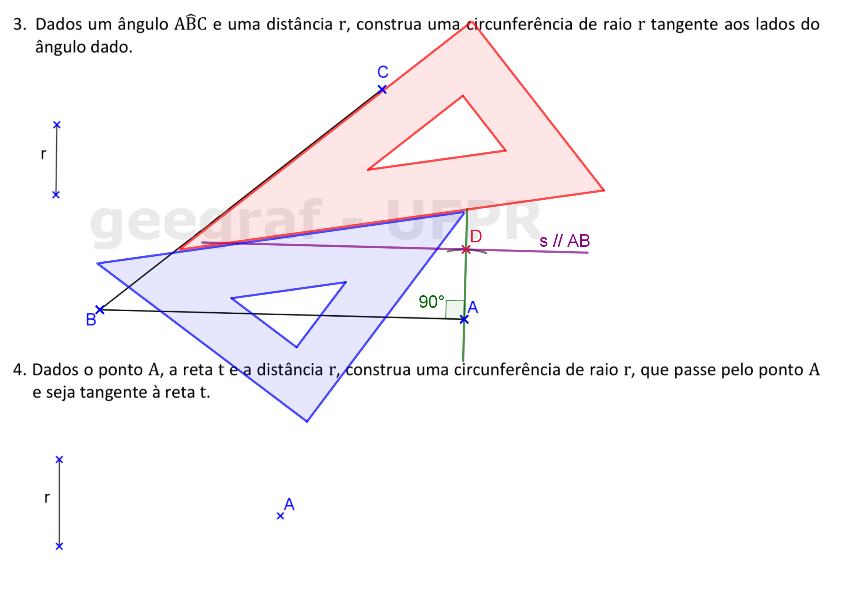 3. Dados um ângulo AB̂C e uma distância r, construa uma circunferência de raio r tangente aos lados do
ângulo dado.
C
r
geegraf - UFPR
D
s // AB
90°
A
B
4. Dados o ponto A, a reta t e a distância r, construa uma circunferência de raio r, que passe pelo ponto A
e seja tangente à reta t.
r
A